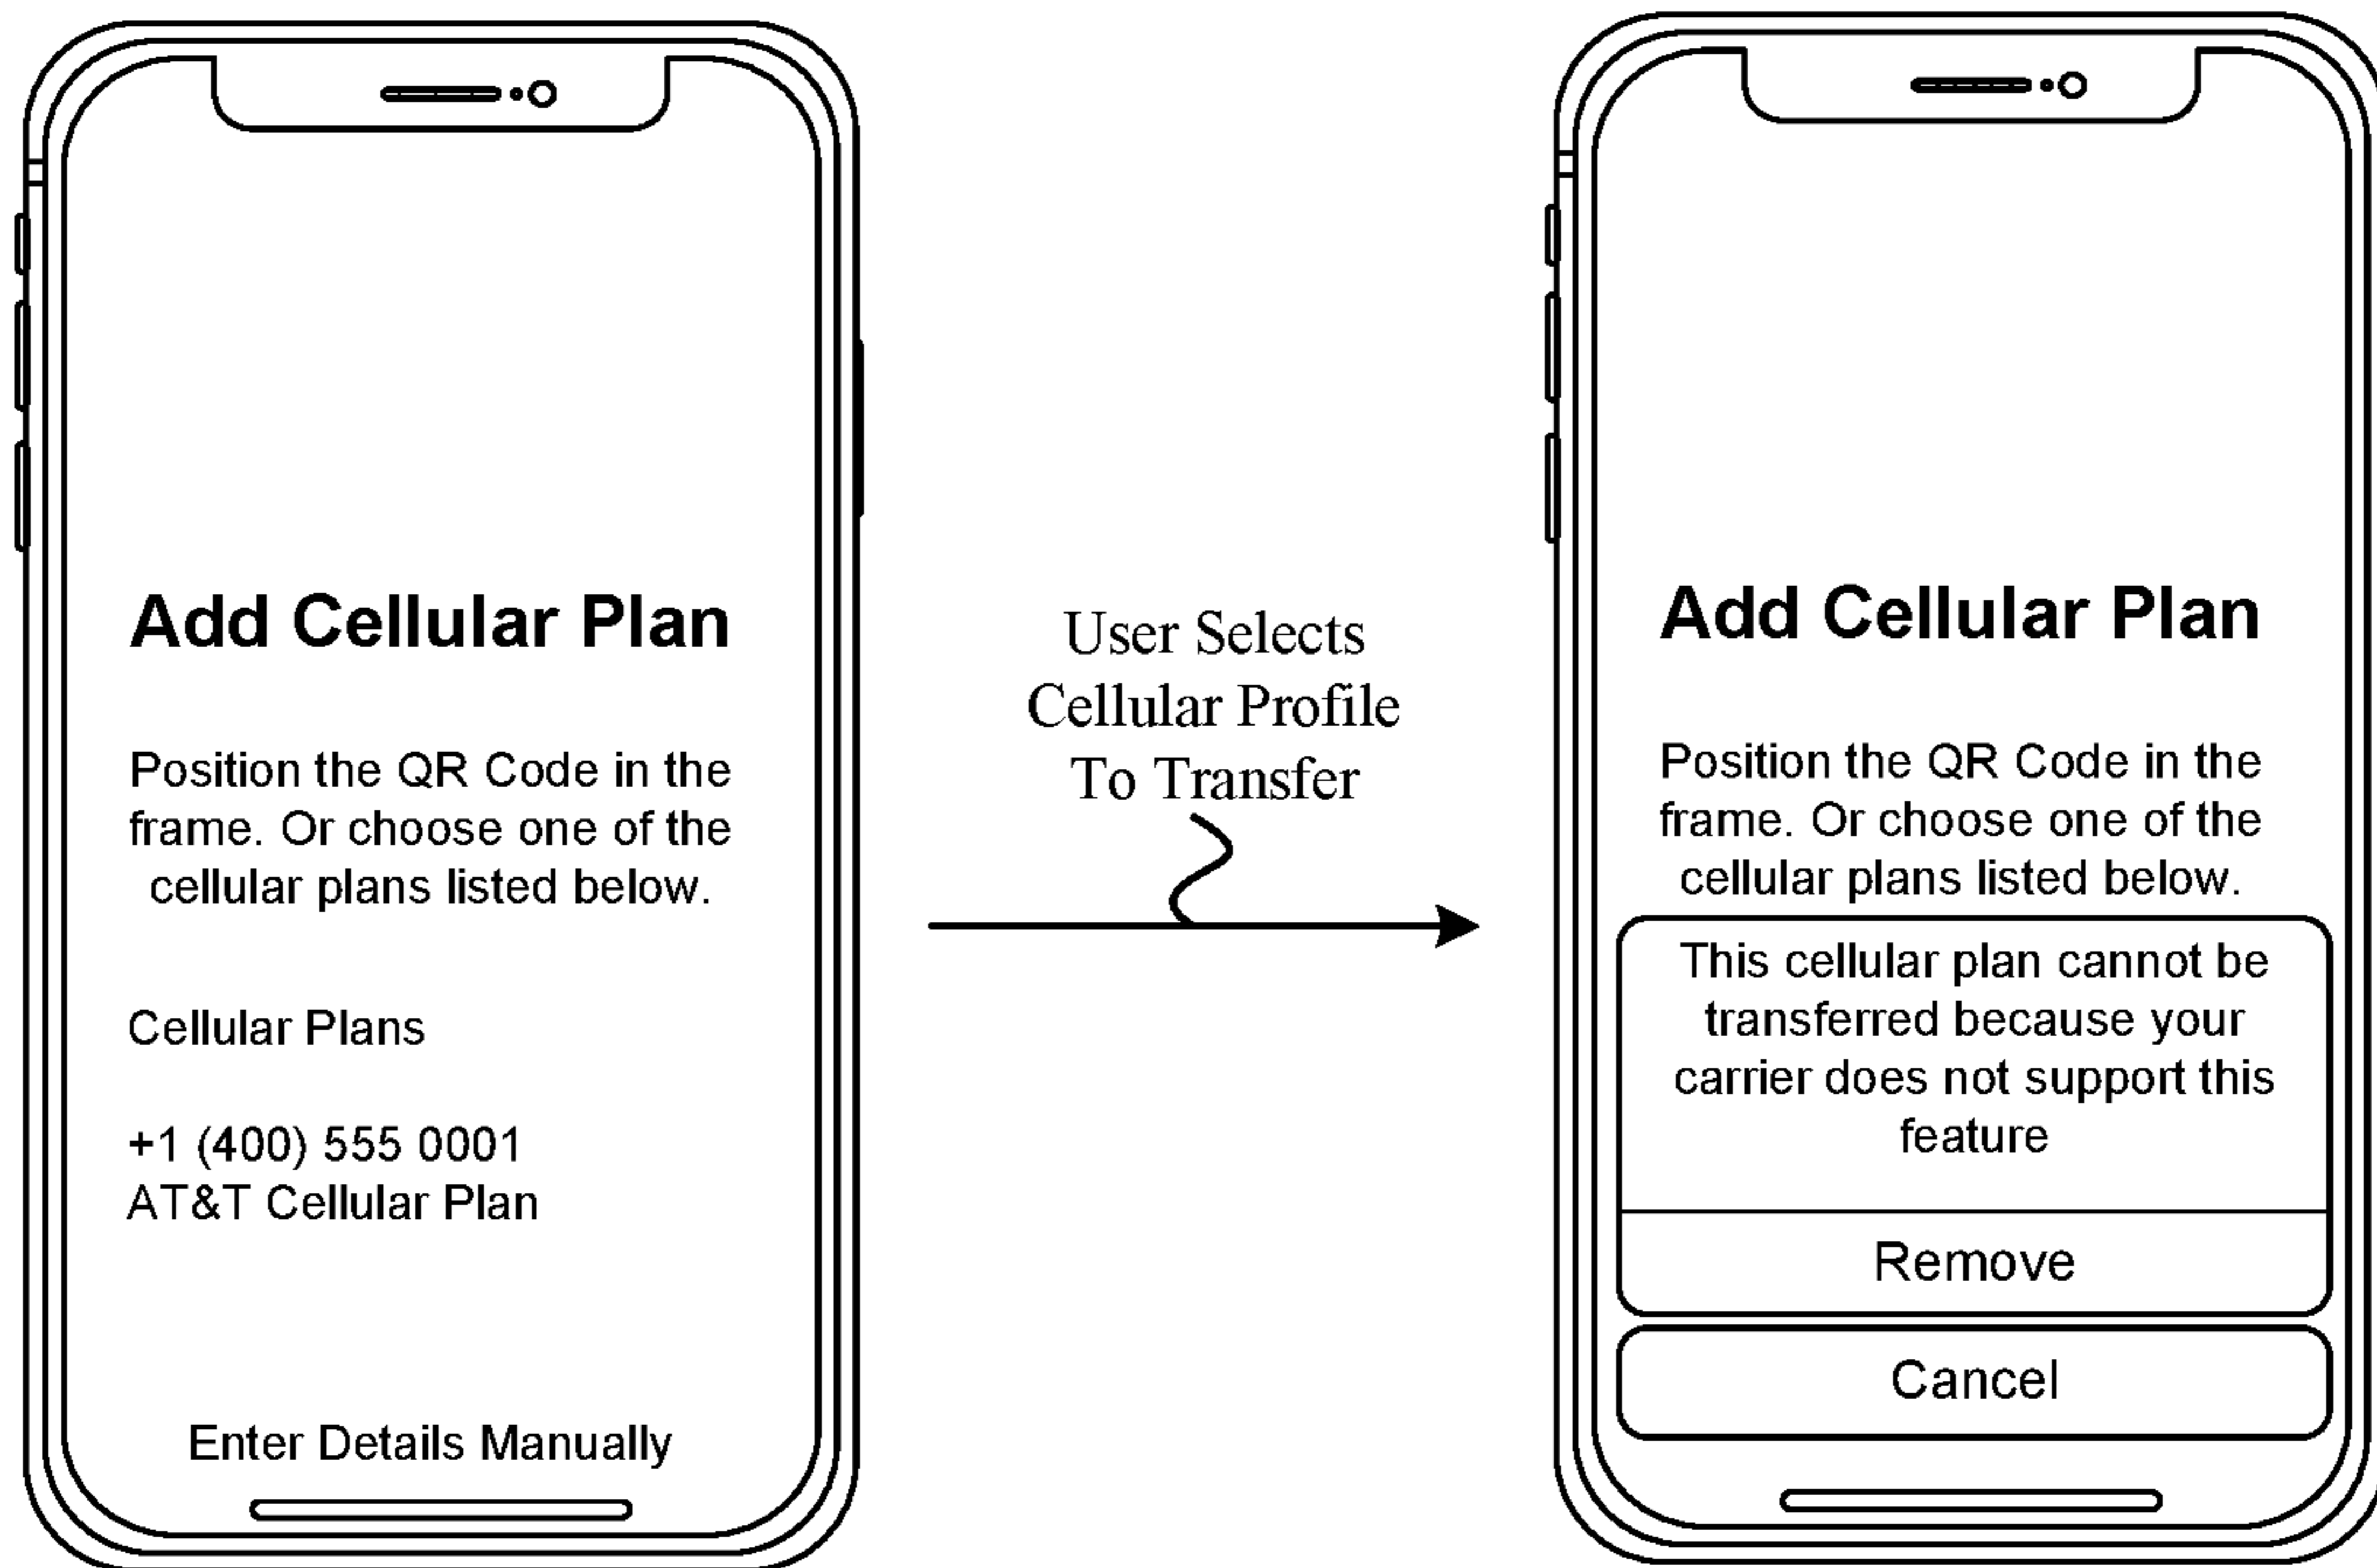 Add Cellular Plan
Position the QR Code in the
frame. Or choose one of the
cellular plans listed below.
Cellular Plans
+1 (400) 555 0001
AT&T Cellular Plan
Enter Details Manually
User Selects
Cellular Profile
To Transfer
Add Cellular Plan
Position the QR Code in the
frame. Or choose one of the
cellular plans listed below.
This cellular plan cannot be
transferred because your
carrier does not support this
feature
Remove
Cancel